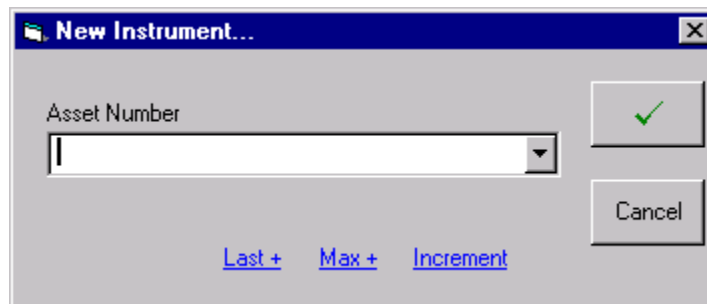 New Instrument...
Asset Number
Cancel
Last + Max + Increment